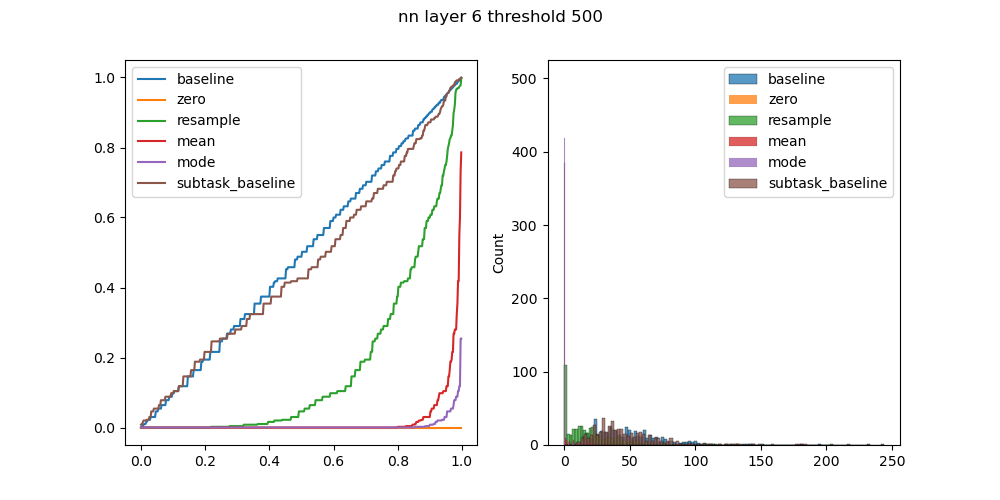 nn layer 6 threshold 500
1.0
0.8
0.6
0.4
0.2
0.0
0.0
0.2
0.4
0.6
0.8
1.0
baseline
zero
resample
mean
mode
subtask_baseline
Count
500
400
300
200
100
0
0
50
100
150
200
250
baseline
zero
resample
mean
mode
subtask_baseline